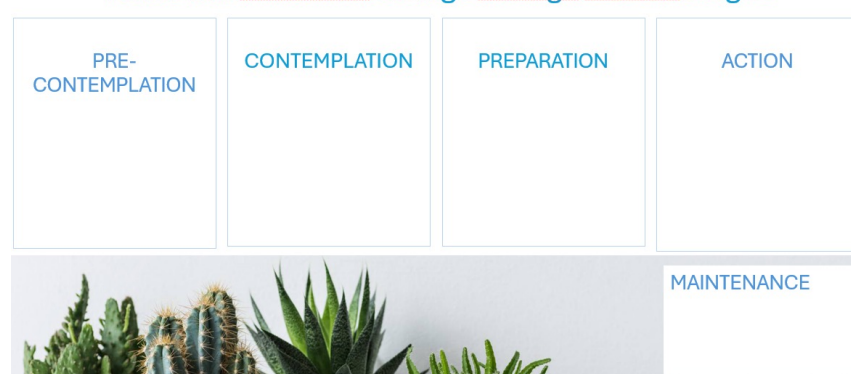 PRE-
CONTEMPLATION
CONTEMPLATION
PREPARATION
ACTION
MAINTENANCE